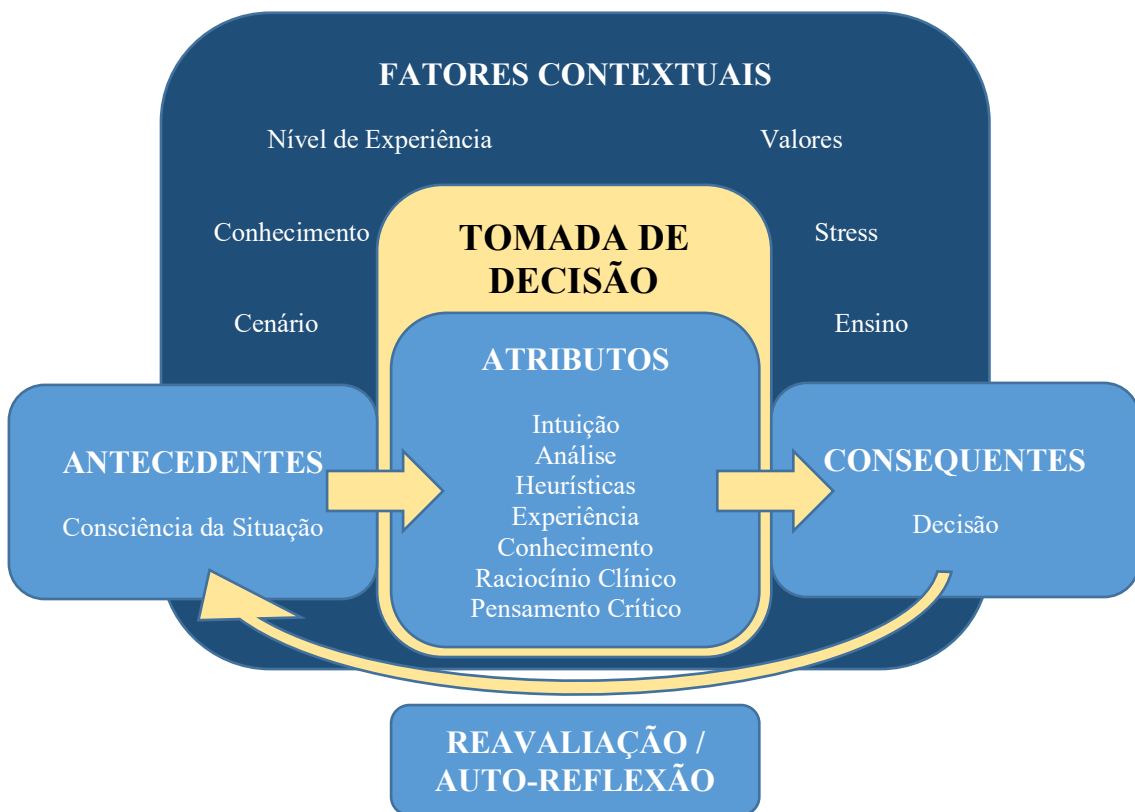 FATORES CONTEXTUAIS
Nível de Experiência
Valores
Conhecimento
Stress
Cenário
Ensino
TOMADA DE
DECISÃO
ATRIBUTOS
Intuição
Análise
Heurísticas
Experiência
Conhecimento
Raciocínio Clínico
Pensamento Crítico
ANTECEDENTES
Consciência da Situação
CONSEQUENTES
Decisão
REAVALIAÇÃO /
AUTO-REFLEXÃO